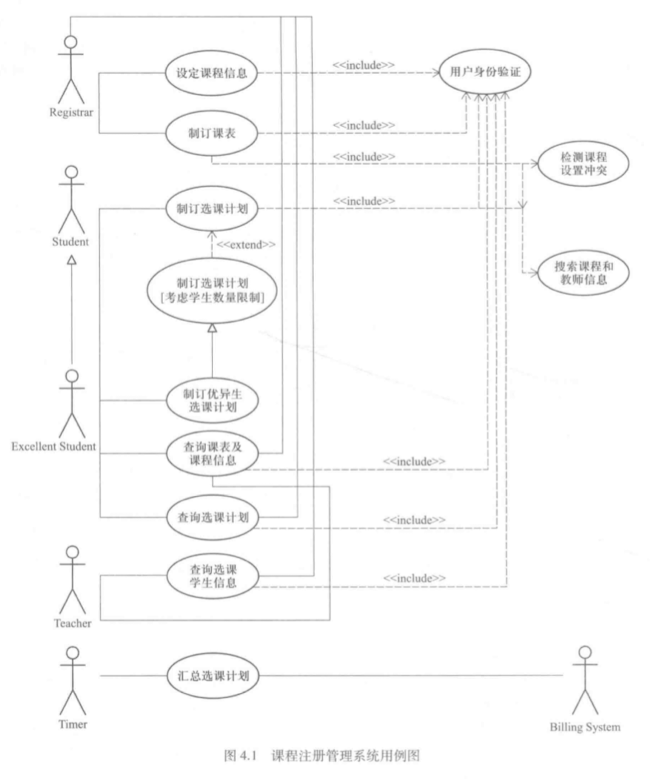 设定课程信息
<<include>>
用户身份验证
Registrar
制订课表
<<include>>
<<include>>
检测课程
设置冲突
制订选课计划
<<include>>
Student
<<extend>>
制订选课计划
[考虑学生数量限制]
搜索课程和
教师信息
制订优异生
选课计划
Excellent Student
查询课表及
课程信息
<<include>>
查询选课计划
<<include>>
查询选课
学生信息
<<include>>
Teacher
汇总选课计划
Timer
Billing System
图 4.1 课程注册管理系统用例图